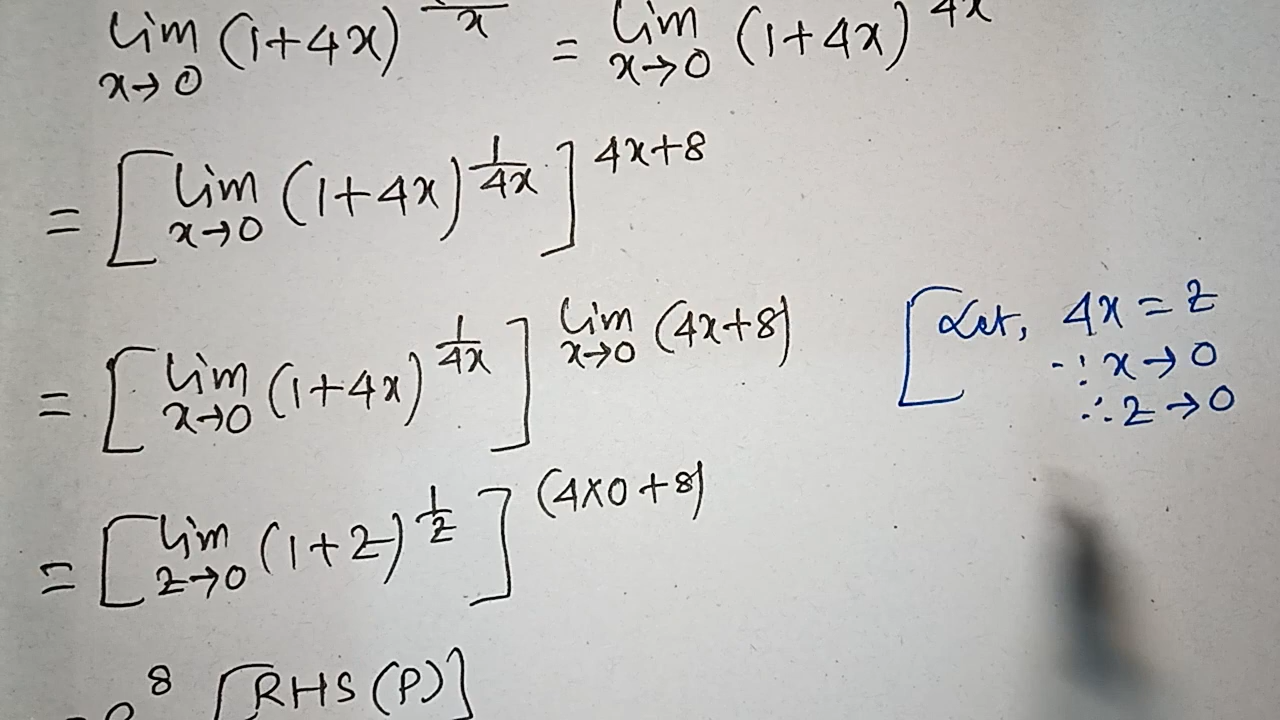 lim x→0 (1+4x) x = lim x→0 (1+4x) 4x
= [lim x→0 (1+4x)^(1/4x)]^(4x+8)
= [lim x→0 (1+4x)^(1/4x)]^(lim x→0 (4x+8)) [Let, 4x = z
∵ x→0
∴ z→0
= [lim z→0 (1+z)^(1/z)]^((4×0+8))
= e^8 [RHS (P)]